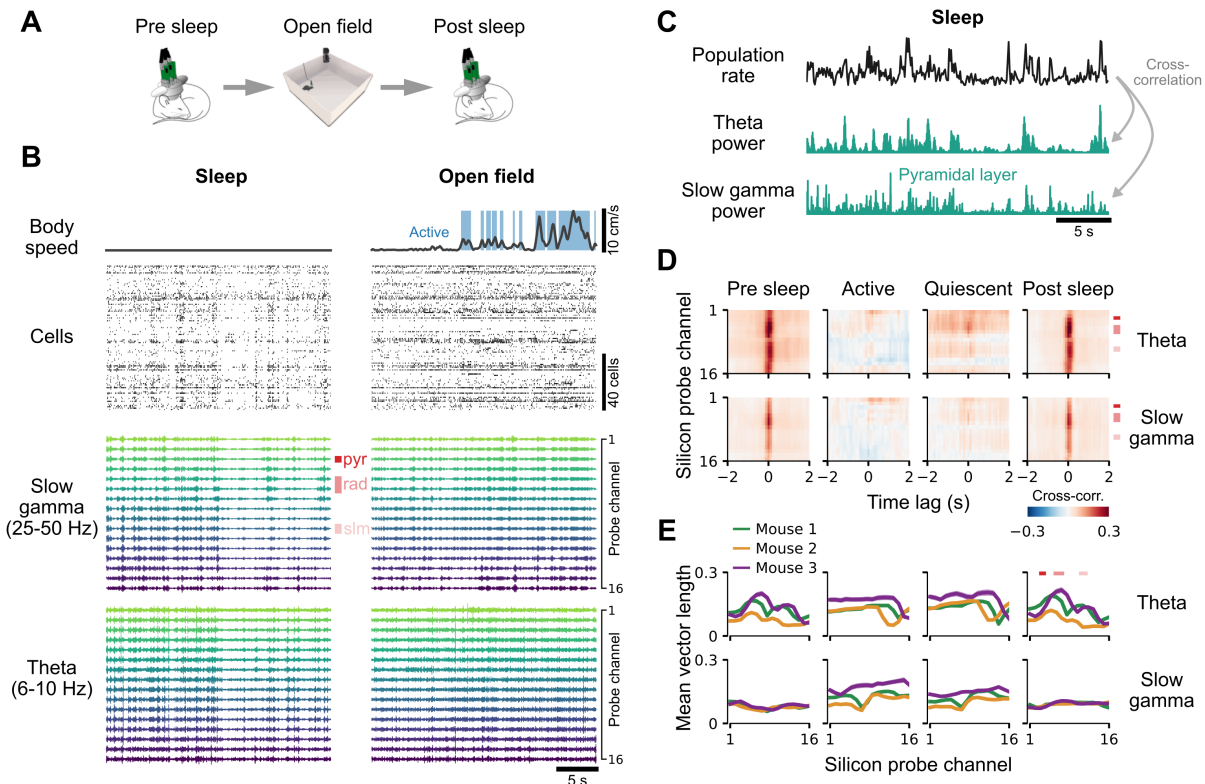 A
Pre sleep
Open field
Post sleep
B
Sleep
Open field
Body
speed
Active
10 cm/s
Cells
40 cells
Slow
gamma
(25-50 Hz)
pyr
rad
slm
1
Probe channel
16
Theta
(6-10 Hz)
1
Probe channel
16
5 s
C
Sleep
Population
rate
Cross-
correlation
Theta
power
Slow gamma
power
Pyramidal layer
5 s
D
Pre sleep
Active
Quiescent
Post sleep
Silicon probe channel
1
16
Theta
1
16
Slow
gamma
−2 0 2
−2 0 2
−2 0 2
−2 0 2
Time lag (s)
Cross-corr.
−0.3
0.3
E
Mouse 1
Mouse 2
Mouse 3
Mean vector length
0.3
0
Theta
0.3
0
Slow
gamma
1 16
1 16
1 16
1 16
Silicon probe channel